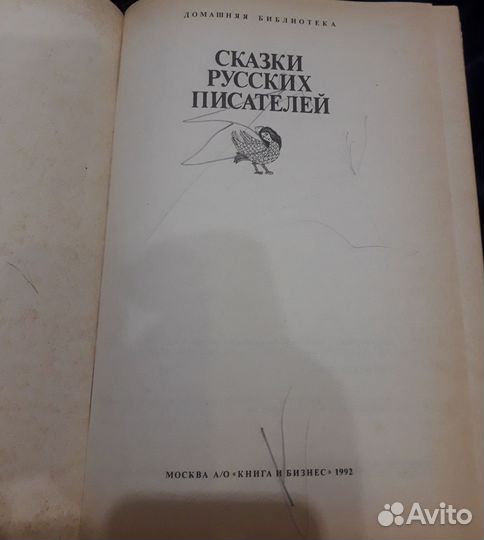 ДОМАШНЯЯ БИБЛИОТЕКА
СКАЗКИ
РУССКИХ
ПИСАТЕЛЕЙ
МОСКВА А/О «КНИГА И БИЗНЕС» 1992
Avito